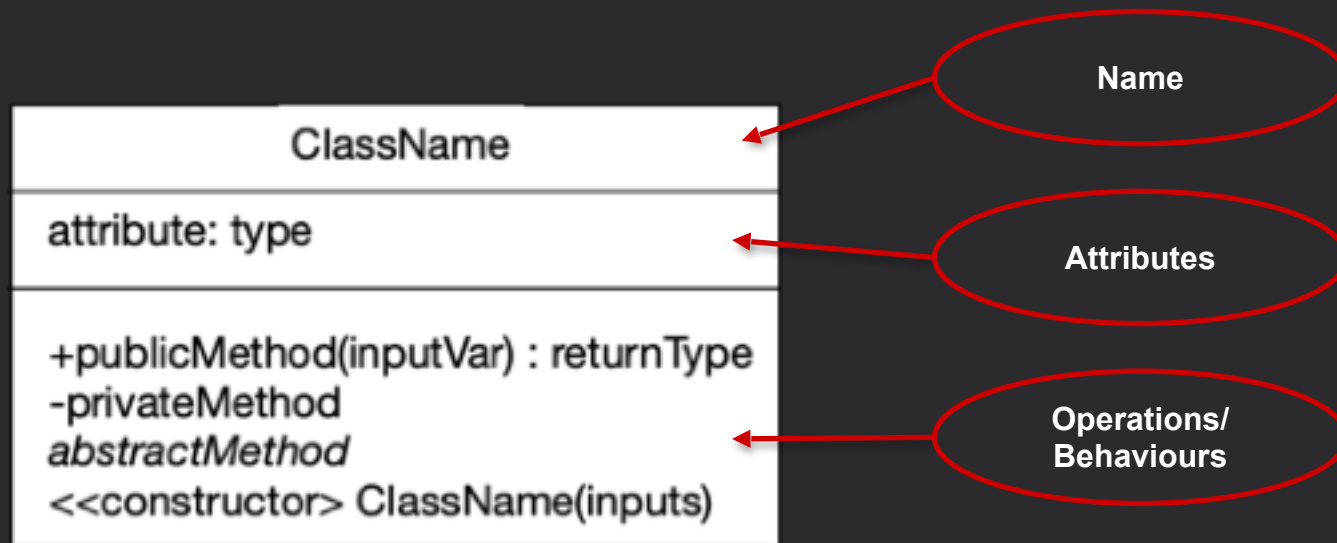 ClassName
attribute: type
+publicMethod(inputVar) : returnType
-privateMethod
abstractMethod
<<constructor> ClassName(inputs)
Name
Attributes
Operations/
Behaviours